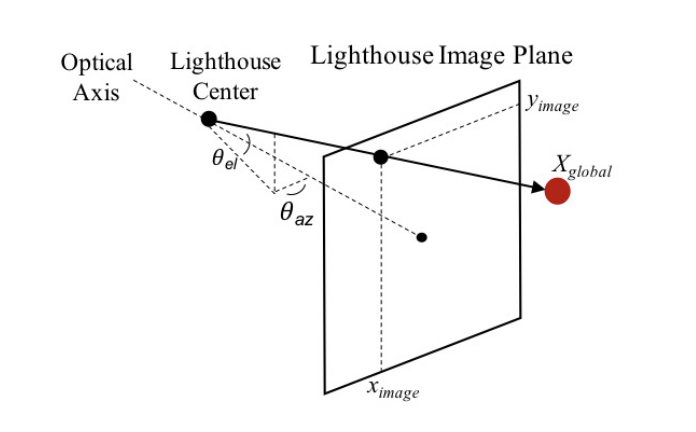 Optical
Axis
Lighthouse
Center
Lighthouse Image Plane
y_image
X_global
θ_el
θ_az
x_image